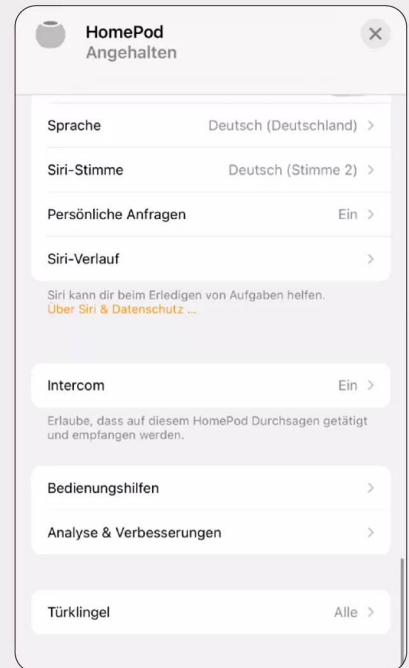 HomePod
Angehalten
Sprache Deutsch (Deutschland)
Siri-Stimme Deutsch (Stimme 2)
Persönliche Anfragen Ein
Siri-Verlauf
Siri kann dir beim Erledigen von Aufgaben helfen.
Über Siri & Datenschutz ...
Intercom Ein
Erlaube, dass auf diesem HomePod Durchsagen getätigt
und empfangen werden.
Bedienungshilfen
Analyse & Verbesserungen
Türklingel Alle